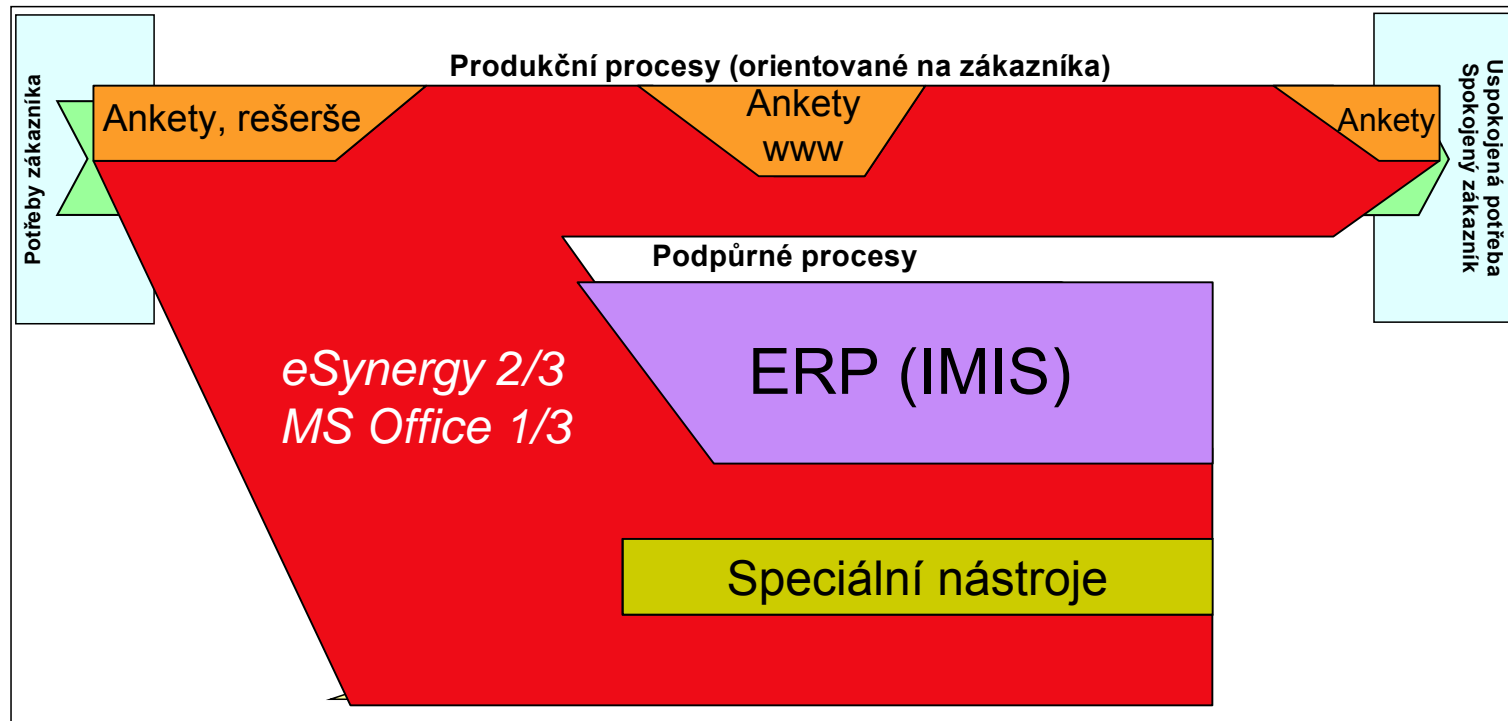 Potřeby zákazníka
Produkční procesy (orientované na zákazníka)
Uspokojená potřeba
Spokojený zákazník
Ankety, rešerše
Ankety
www
Ankety
Podpůrné procesy
eSynergy 2/3
MS Office 1/3
ERP (IMIS)
Speciální nástroje